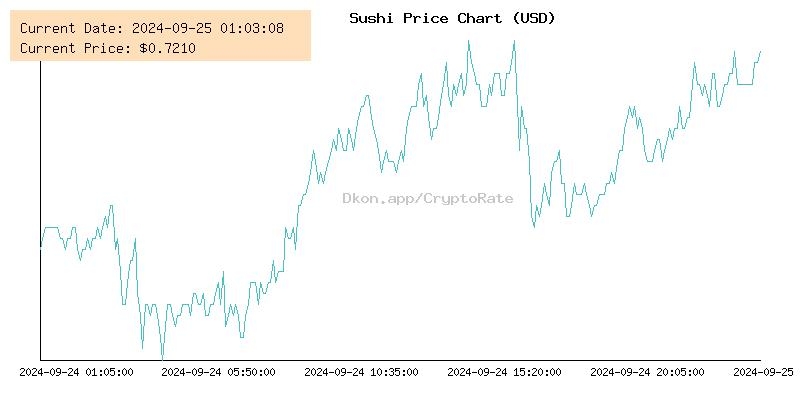 Sushi Price Chart (USD)
Current Date: 2024-09-25 01:03:08
Current Price: $0.7210
Dkon.app/CryptoRate
2024-09-24 01:05:00 2024-09-24 05:50:00 2024-09-24 10:35:00 2024-09-24 15:20:00 2024-09-24 20:05:00 2024-09-25